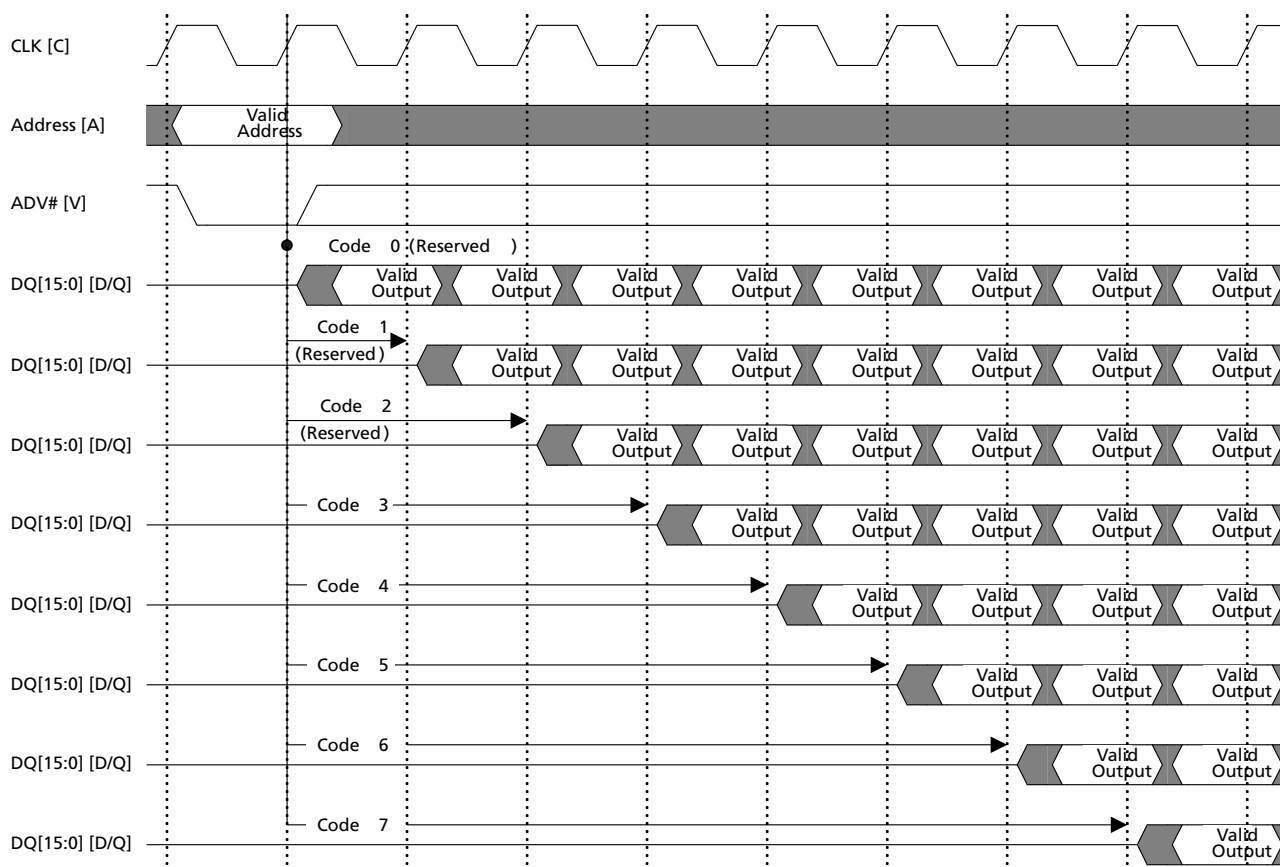 CLK [C]
Address [A]
Valid
Address
ADV# [V]
Code 0 (Reserved )
DQ[15:0] [D/Q]
Valid Valid Valid Valid Valid Valid Valid Valid
Output Output Output Output Output Output Output Output
Code 1
(Reserved)
DQ[15:0] [D/Q]
Valid Valid Valid Valid Valid Valid Valid
Output Output Output Output Output Output Output
Code 2
(Reserved)
DQ[15:0] [D/Q]
Valid Valid Valid Valid Valid Valid
Output Output Output Output Output Output
Code 3
DQ[15:0] [D/Q]
Valid Valid Valid Valid Valid
Output Output Output Output Output
Code 4
DQ[15:0] [D/Q]
Valid Valid Valid Valid
Output Output Output Output
Code 5
DQ[15:0] [D/Q]
Valid Valid Valid
Output Output Output
Code 6
DQ[15:0] [D/Q]
Valid Valid
Output Output
Code 7
DQ[15:0] [D/Q]
Valid
Output